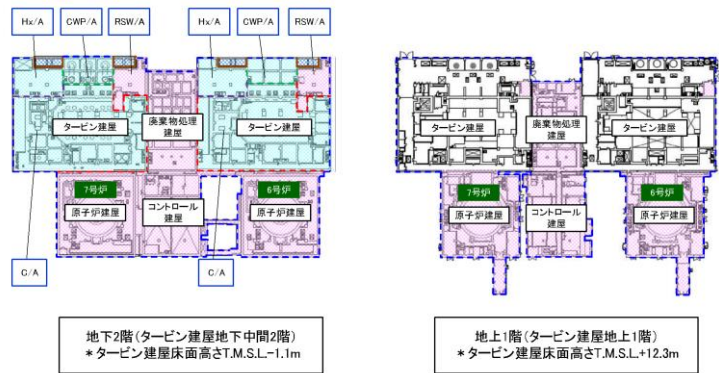 Hx/A
CWP/A
RSW/A
Hx/A
CWP/A
RSW/A
タービン建屋
廃棄物処理
建屋
タービン建屋
7号炉
原子炉建屋
コントロール
建屋
6号炉
原子炉建屋
C/A
C/A
地下2階(タービン建屋地下中間2階)
*タービン建屋床面高さT.M.S.L.-1.1m
タービン建屋
廃棄物処理
建屋
タービン建屋
7号炉
原子炉建屋
コントロール
建屋
6号炉
原子炉建屋
地上1階(タービン建屋地上1階)
*タービン建屋床面高さT.M.S.L.+12.3m